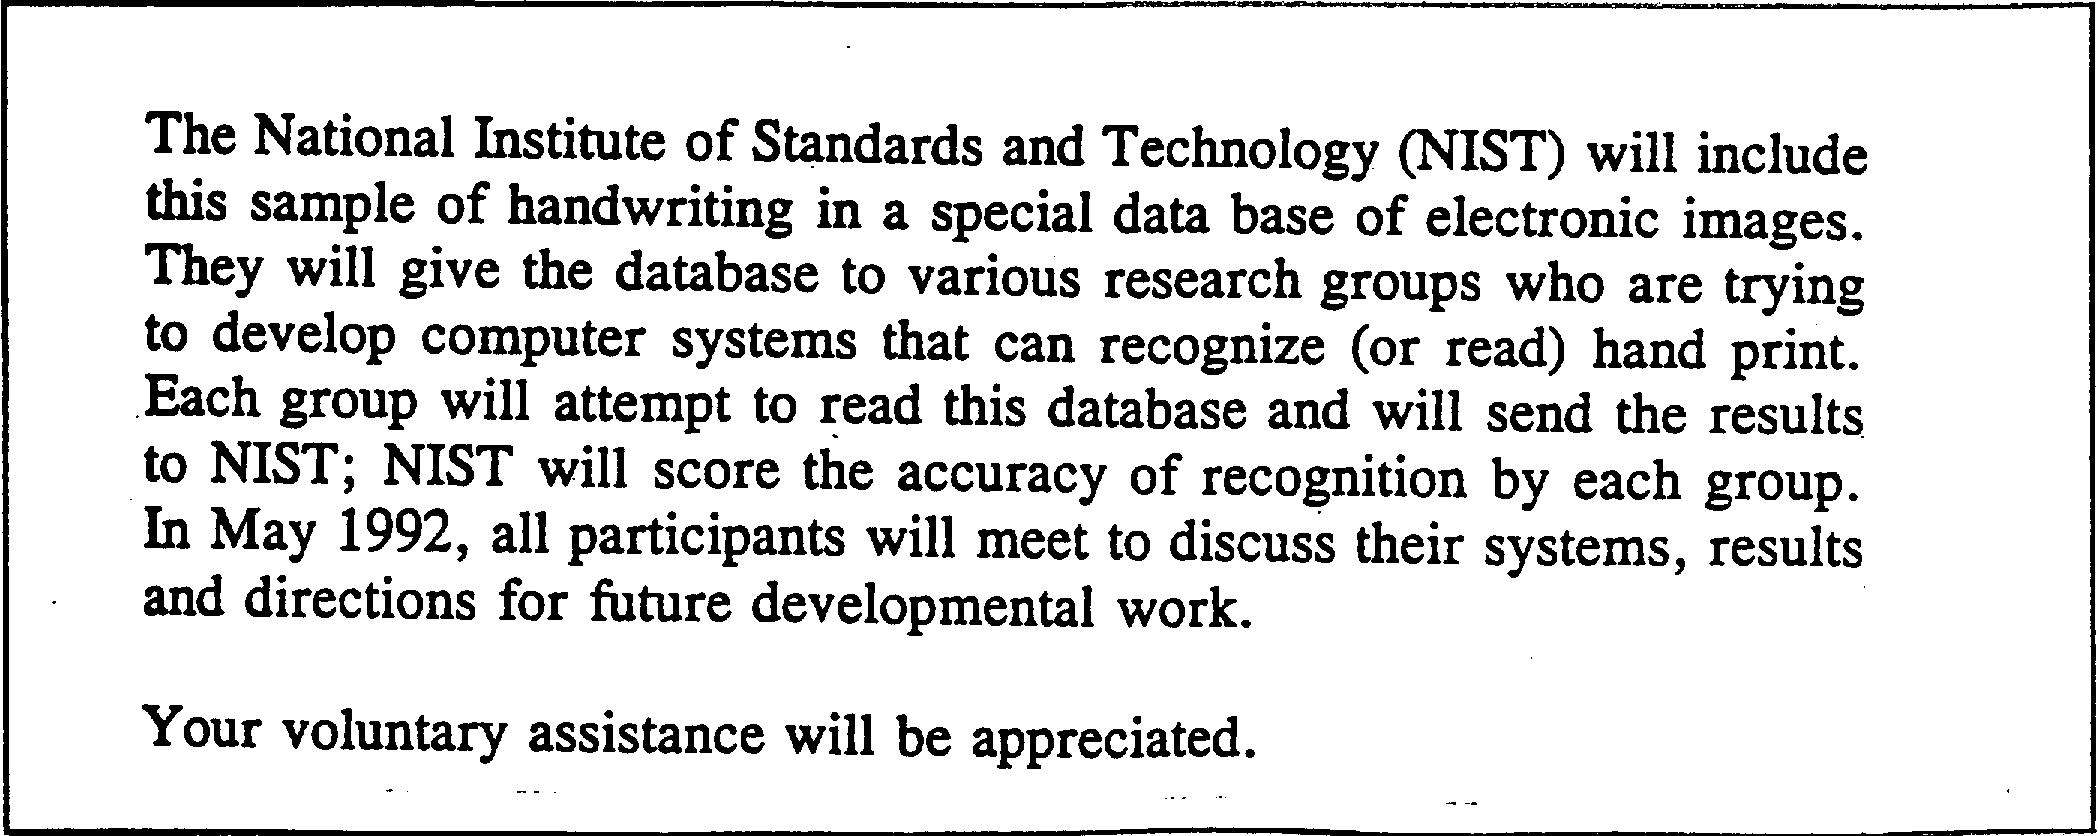 The National Institute of Standards and Technology (NIST) will include
this sample of handwriting in a special data base of electronic images.
They will give the database to various research groups who are trying
to develop computer systems that can recognize (or read) hand print.
Each group will attempt to read this database and will send the results
to NIST; NIST will score the accuracy of recognition by each group.
In May 1992, all participants will meet to discuss their systems, results
and directions for future developmental work.
Your voluntary assistance will be appreciated.